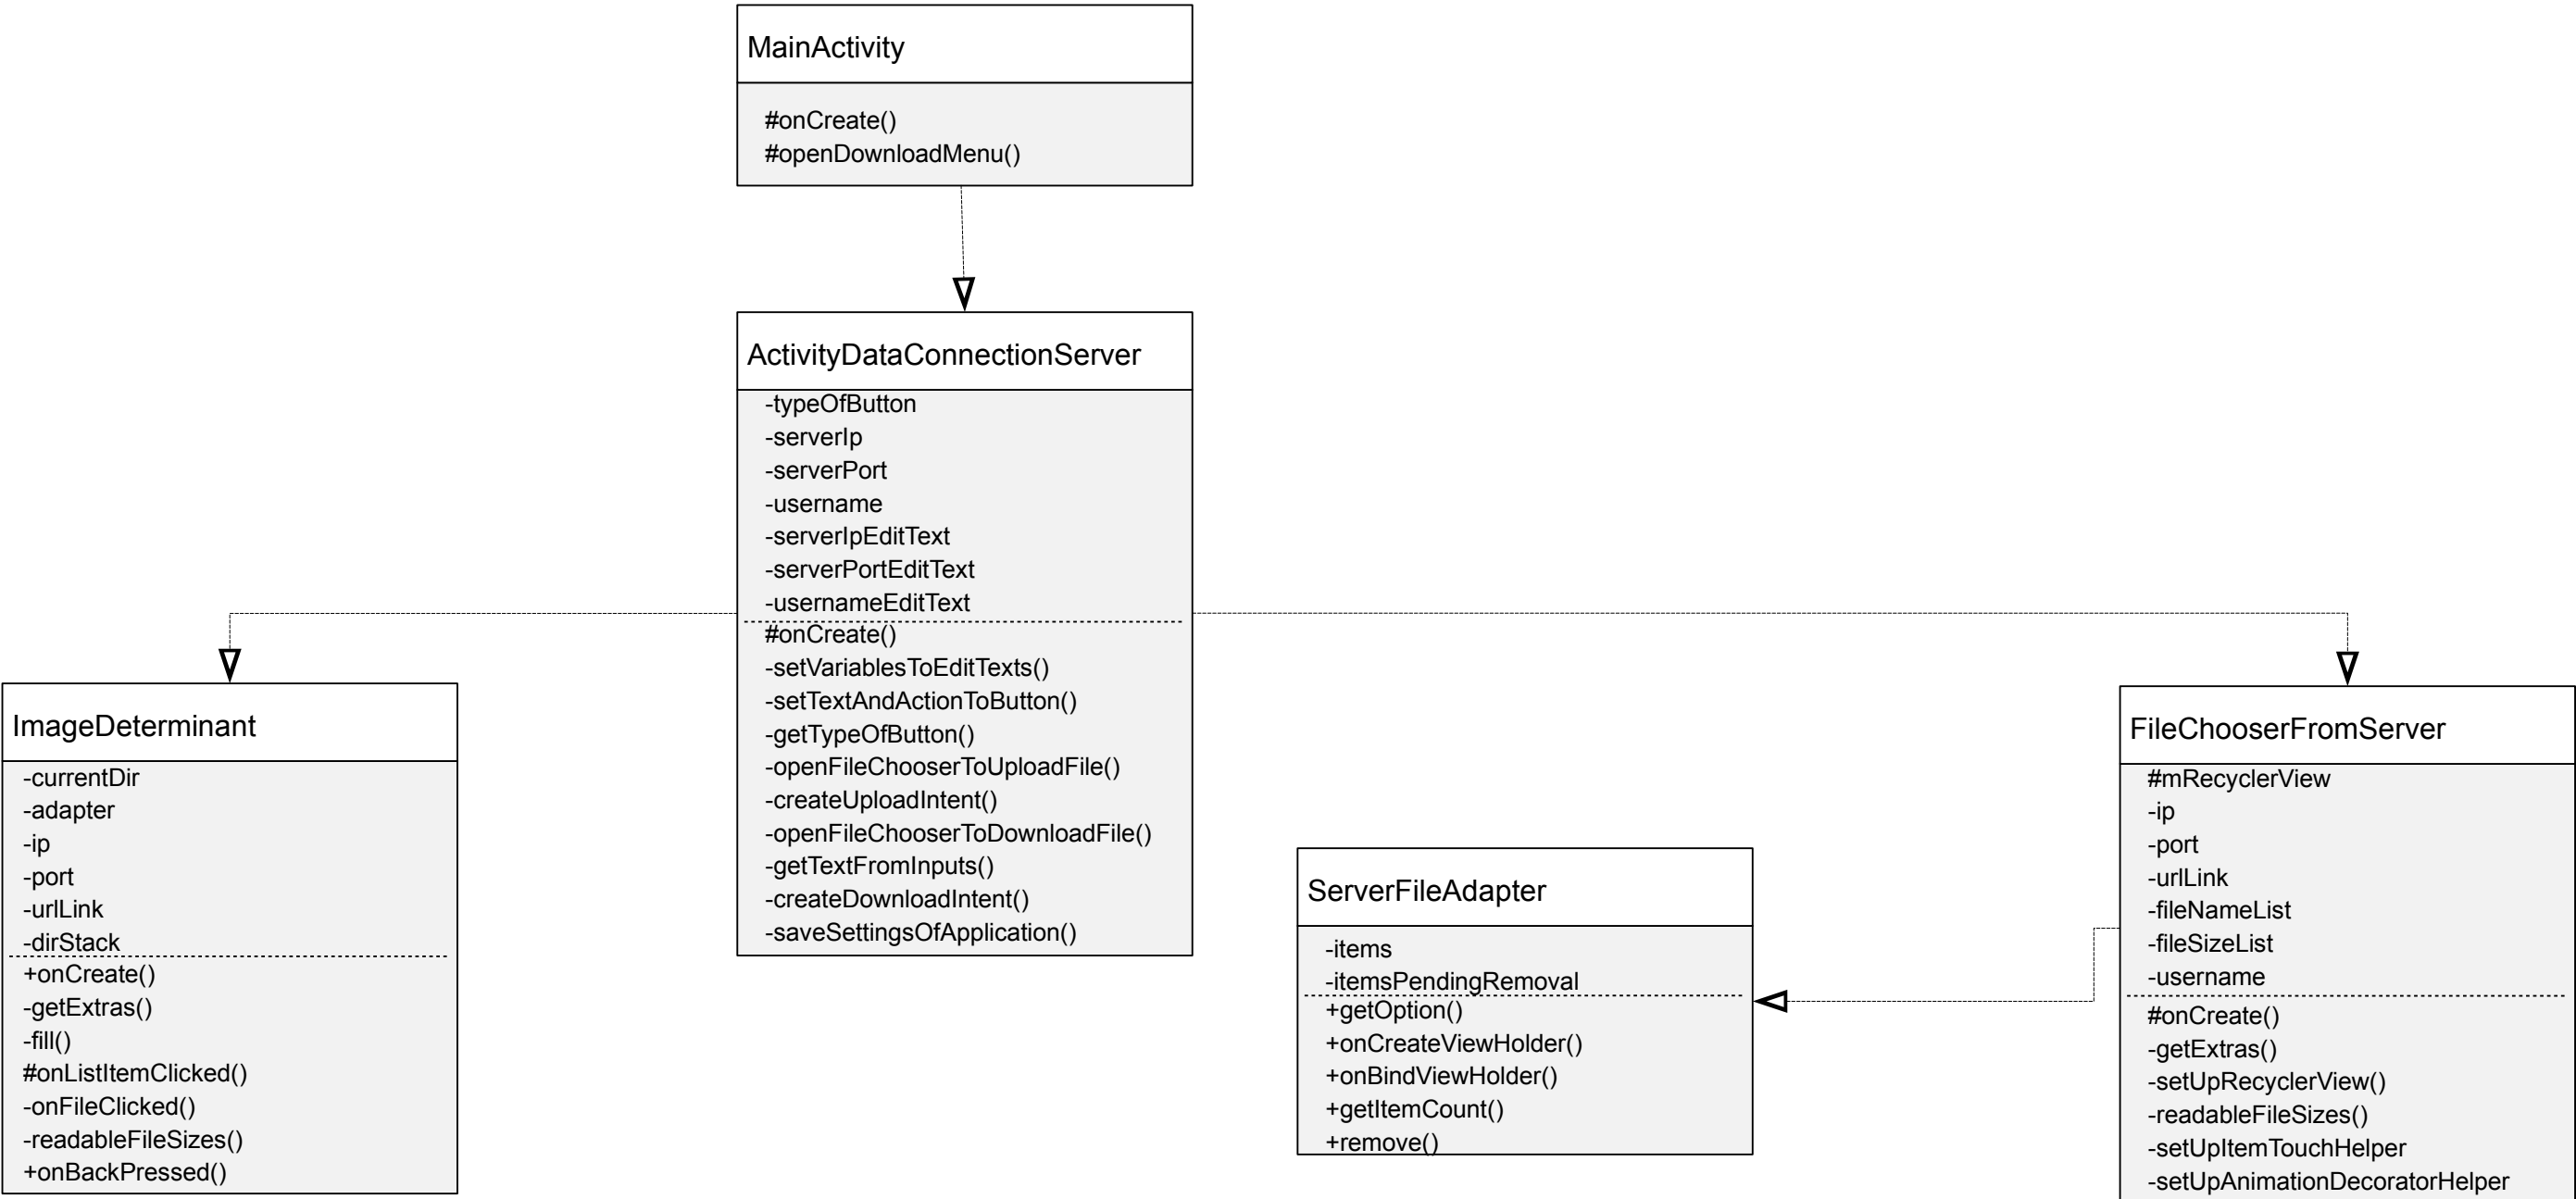 MainActivity
#onCreate()
#openDownloadMenu()
ActivityDataConnectionServer
-typeOfButton
-serverIp
-serverPort
-username
-serverIpEditText
-serverPortEditText
-usernameEditText
#onCreate()
-setVariablesToEditTexts()
-setTextAndActionToButton()
-getTypeOfButton()
-openFileChooserToUploadFile()
-createUploadIntent()
-openFileChooserToDownloadFile()
-getTextFromInputs()
-createDownloadIntent()
-saveSettingsOfApplication()
ImageDeterminant
-currentDir
-adapter
-ip
-port
-urlLink
-dirStack
+onCreate()
-getExtras()
-fill()
#onListItemClicked()
-onFileClicked()
-readableFileSizes()
+onBackPressed()
ServerFileAdapter
-items
-itemsPendingRemoval
+getOption()
+onCreateViewHolder()
+onBindViewHolder()
+getItemCount()
+remove()
FileChooserFromServer
#mRecyclerView
-ip
-port
-urlLink
-fileNameList
-fileSizeList
-username
#onCreate()
-getExtras()
-setUpRecyclerView()
-readableFileSizes()
-setUpItemTouchHelper
-setUpAnimationDecoratorHelper